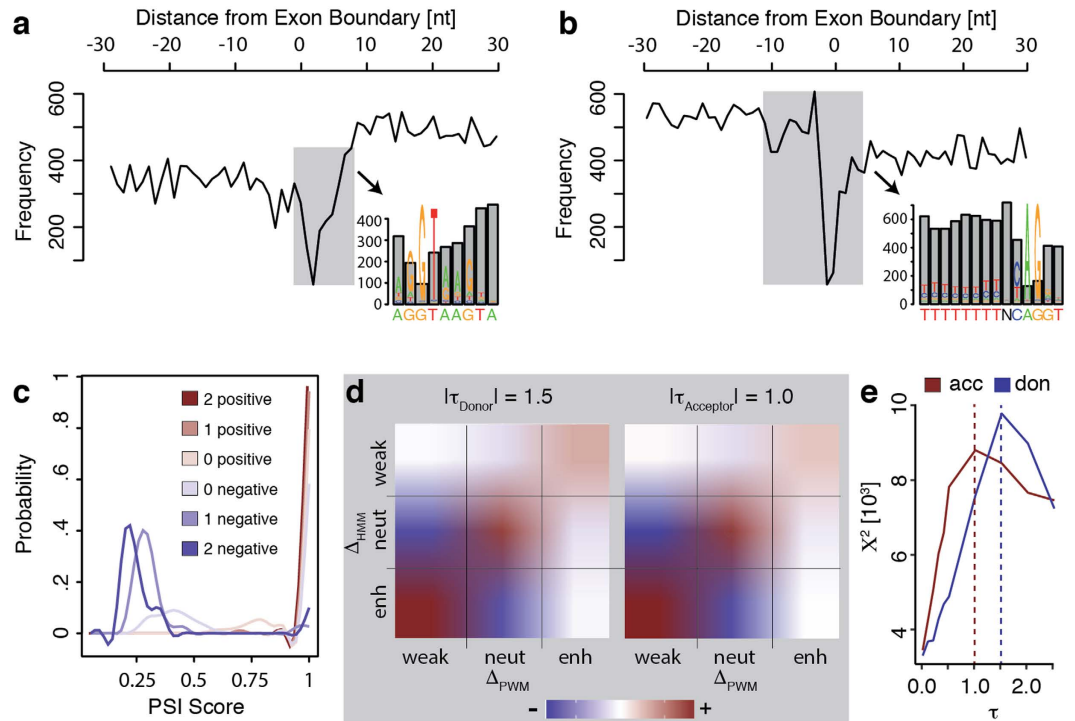 a
Distance from Exon Boundary [nt]
-30 -20 -10 0 10 20 30
Frequency
600
400
200
400
300
200
100
0
AGGTAAGTA
b
Distance from Exon Boundary [nt]
-30 -20 -10 0 10 20 30
Frequency
600
400
200
600
400
200
0
TTTTTTTTNCAGGT
c
Probability
1
.8
.6
.4
.2
0
2 positive
1 positive
0 positive
0 negative
1 negative
2 negative
0.25 0.5 0.75 1
PSI Score
d
|τDonor| = 1.5
|τAcceptor| = 1.0
ΔHMM
weak
neut
enh
weak neut enh
ΔPWM
weak neut enh
ΔPWM
- +
e
acc don
X² [10³]
10
8
6
4
0.0 1.0 2.0
τ